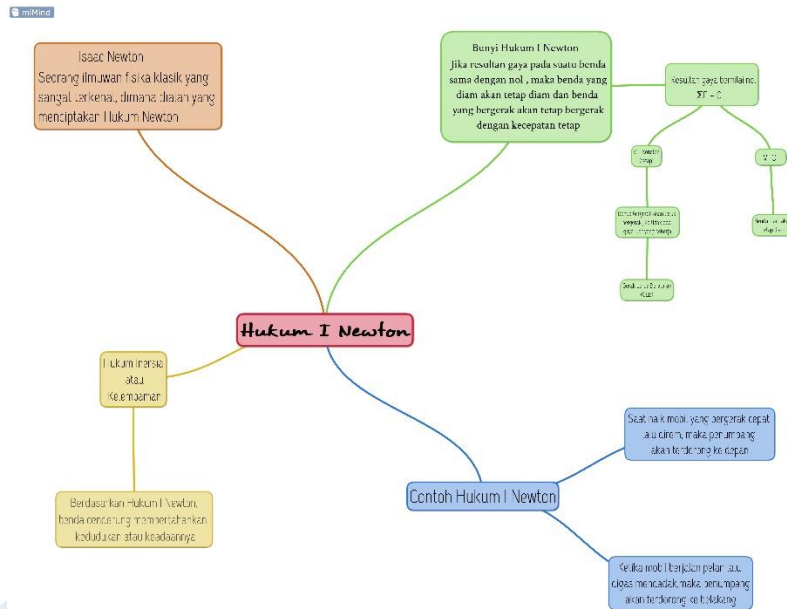 miMind
Isaac Newton
Seorang ilmuwan fisika klasik yang
sangat terkenal, dimana dialah yang
menciptakan Hukum Newton
Bunyi Hukum I Newton
Jika resultan gaya pada suatu benda
sama dengan nol , maka benda yang
diam akan tetap diam dan benda
yang bergerak akan tetap bergerak
dengan kecepatan tetap
Resultan gaya bernilai nol
ΣF = 0
(tetap)
Hukum I Newton
Hukum Inersia
atau
Kelembaman
Berdasarkan Hukum I Newton,
benda cenderung mempertahankan
kedudukan atau keadaannya
Contoh Hukum I Newton
Saat naik mobil yang bergerak cepat
lalu direm, maka penumpang
akan terdorong ke depan
Ketika mobil berjalan pelan lalu
digas mendadak, maka penumpang
akan terdorong ke belakang